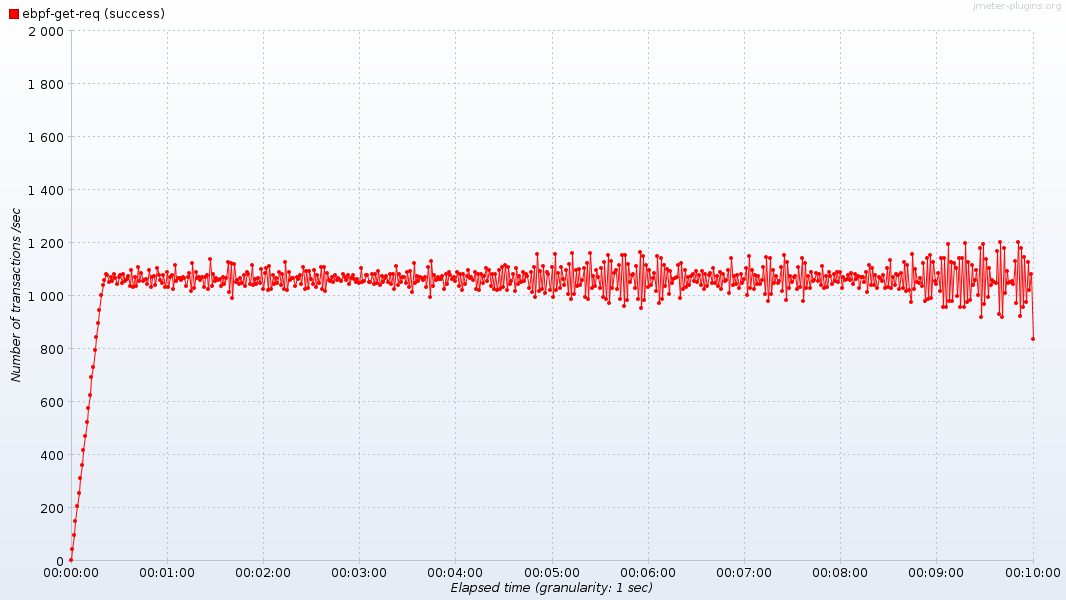 jmeter-plugins.org
ebpf-get-req (success)
2 000
1 800
1 600
1 400
1 200
1 000
800
600
400
200
0
Number of transactions /sec
00:00:00 00:01:00 00:02:00 00:03:00 00:04:00 00:05:00 00:06:00 00:07:00 00:08:00 00:09:00 00:10:00
Elapsed time (granularity: 1 sec)